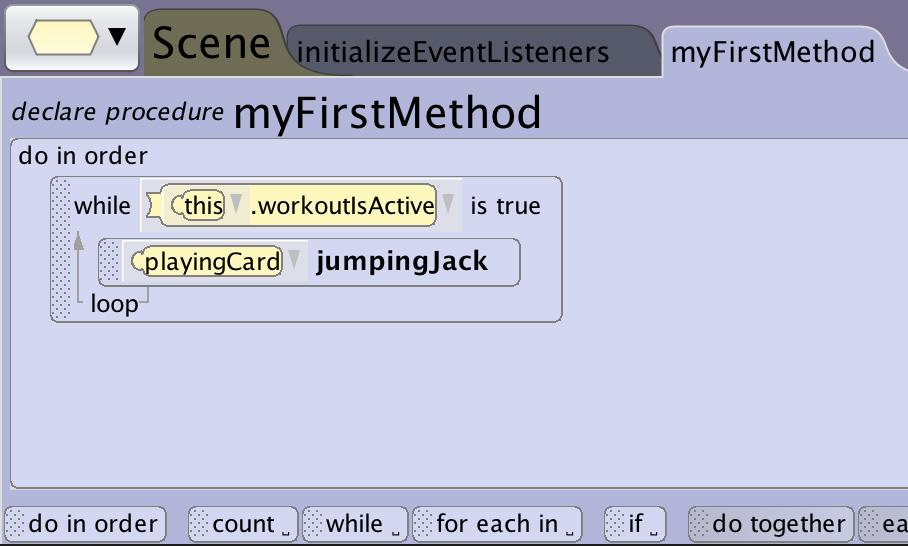 Scene initializeEventListeners myFirstMethod
declare procedure myFirstMethod
do in order
while this .workoutIsActive is true
playingCard jumpingJack
loop
do in order count while for each in if do together ea